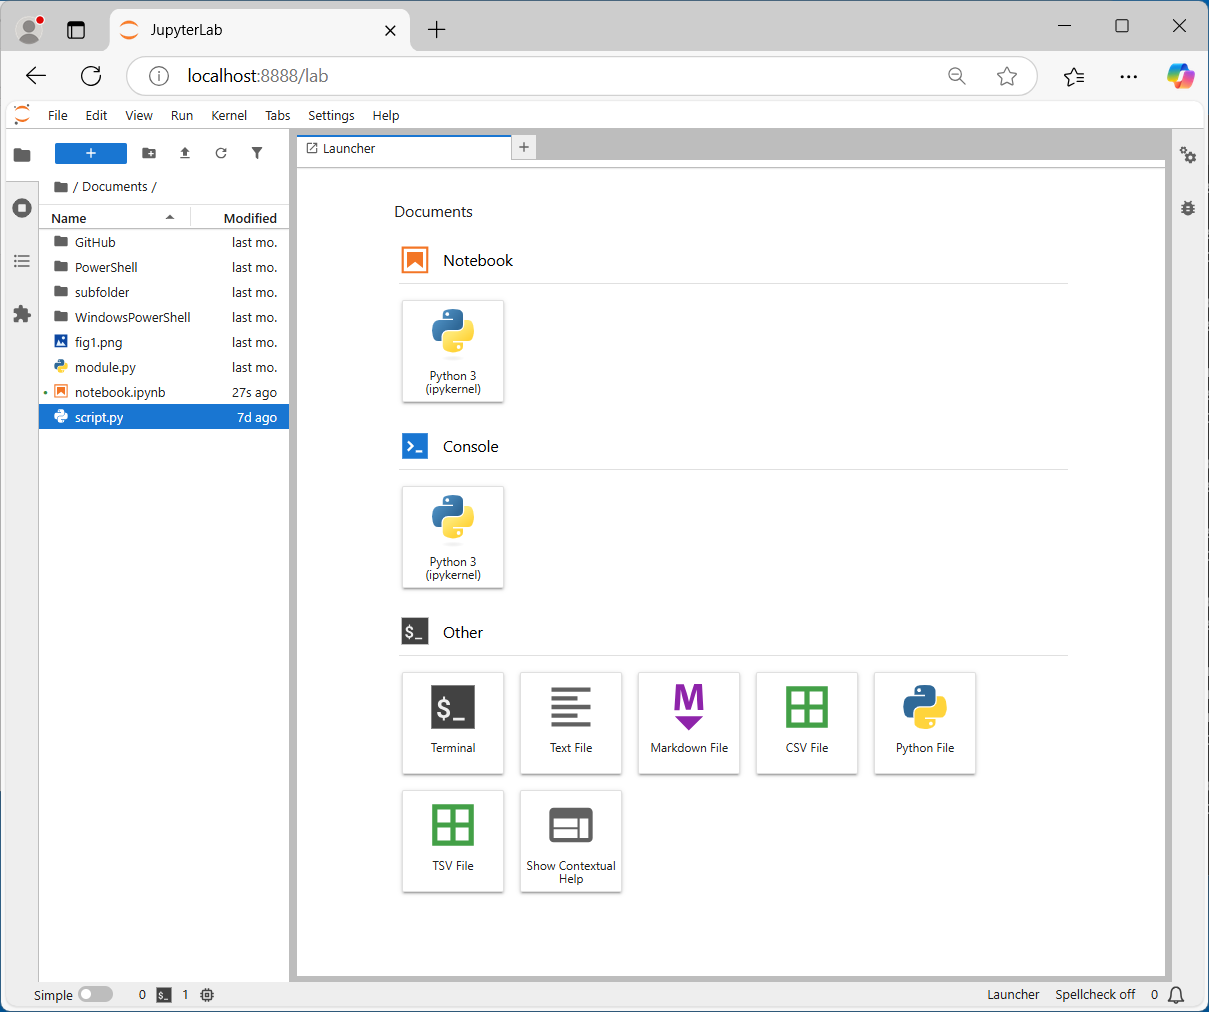 JupyterLab
localhost:8888/lab
File Edit View Run Kernel Tabs Settings Help
+
Launcher
/ Documents /
Name Modified
GitHub last mo.
PowerShell last mo.
subfolder last mo.
WindowsPowerShell last mo.
fig1.png last mo.
module.py last mo.
notebook.ipynb 27s ago
script.py 7d ago
Documents
Notebook
Python 3
(ipykernel)
Console
Python 3
(ipykernel)
$_ Other
$_
Terminal
Text File
M
Markdown File
CSV File
Python File
TSV File
Show Contextual
Help
Simple 0 $_ 1 Launcher Spellcheck off 0